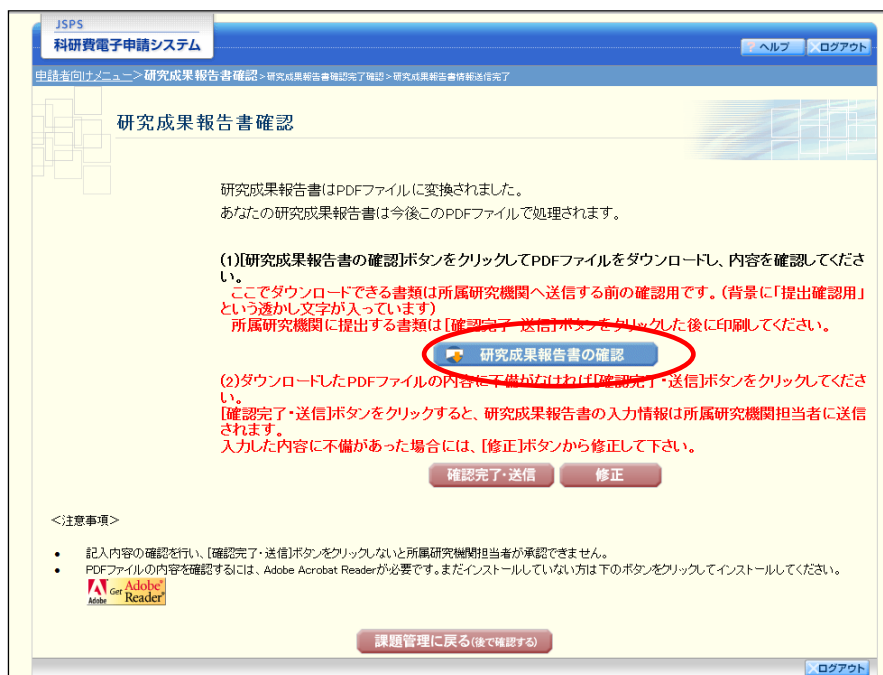 JSPS
科研費電子申請システム
? ヘルプ
ログアウト
申請者向けメニュー>研究成果報告書確認>研究成果報告書確認完了確認>研究成果報告書情報送信完了
研究成果報告書確認
研究成果報告書はPDFファイルに変換されました。
あなたの研究成果報告書は今後このPDFファイルで処理されます。
(1)[研究成果報告書の確認]ボタンをクリックしてPDFファイルをダウンロードし、内容を確認してくださ
い。
ここでダウンロードできる書類は所属研究機関へ送信する前の確認用です。(背景に「提出確認用」
という透かし文字が入っています)
所属研究機関に提出する書類は[確認完了・送信]ボタンをクリックした後に印刷してください。
研究成果報告書の確認
(2)ダウンロードしたPDFファイルの内容に不備がなければ[確認完了・送信]ボタンをクリックしてくださ
い。
[確認完了・送信]ボタンをクリックすると、研究成果報告書の入力情報は所属研究機関担当者に送信
されます。
入力した内容に不備があった場合には、[修正]ボタンから修正して下さい。
確認完了・送信
修正
<注意事項>
• 記入内容の確認を行い、[確認完了・送信]ボタンをクリックしないと所属研究機関担当者が承認できません。
• PDFファイルの内容を確認するには、Adobe Acrobat Readerが必要です。まだインストールしていない方は下のボタンをクリックしてインストールしてください。
Adobe Get Adobe® Reader®
課題管理に戻る(後で確認する)
ログアウト